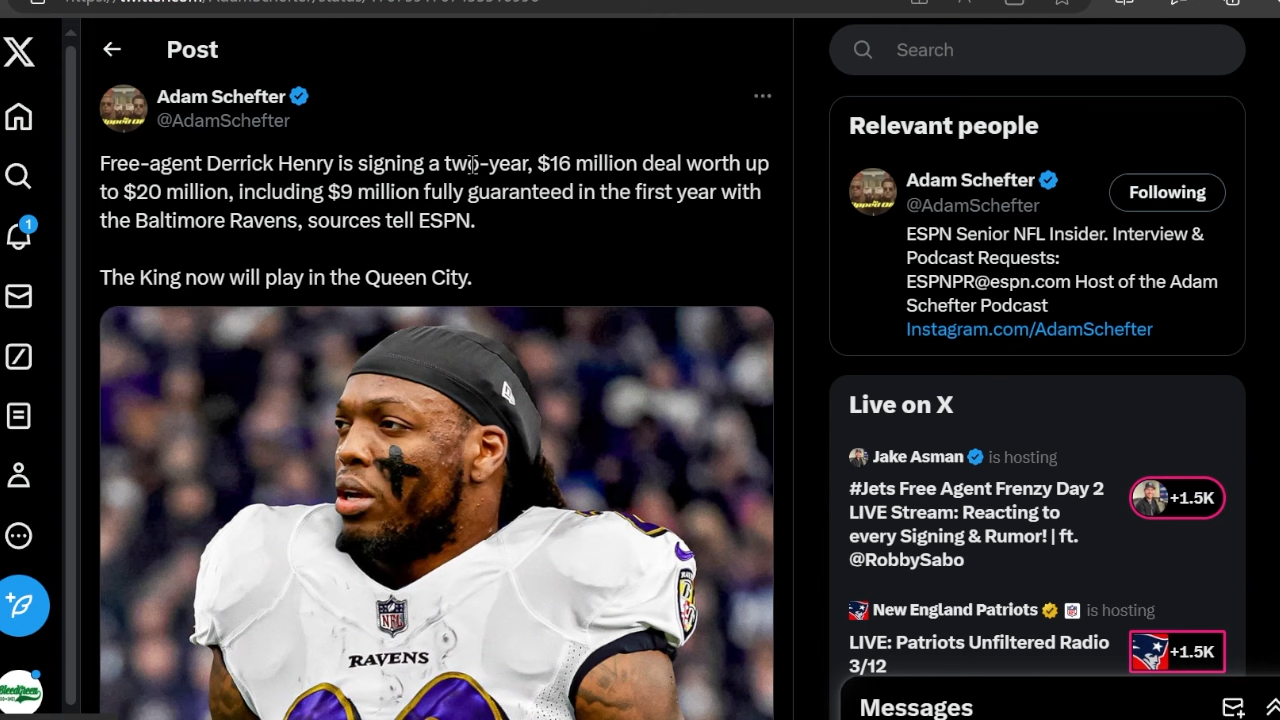 Post
Search
Adam Schefter
@AdamSchefter
Free-agent Derrick Henry is signing a two-year, $16 million deal worth up
to $20 million, including $9 million fully guaranteed in the first year with
the Baltimore Ravens, sources tell ESPN.
The King now will play in the Queen City.
NFL
RAVENS
Relevant people
Adam Schefter
@AdamSchefter
Following
ESPN Senior NFL Insider. Interview &
Podcast Requests:
ESPNPR@espn.com Host of the Adam
Schefter Podcast
Instagram.com/AdamSchefter
Live on X
Jake Asman is hosting
#Jets Free Agent Frenzy Day 2
LIVE Stream: Reacting to
every Signing & Rumor! | ft.
@RobbySabo
+1.5K
New England Patriots is hosting
LIVE: Patriots Unfiltered Radio
3/12
+1.5K
Messages
1
BleedGreen